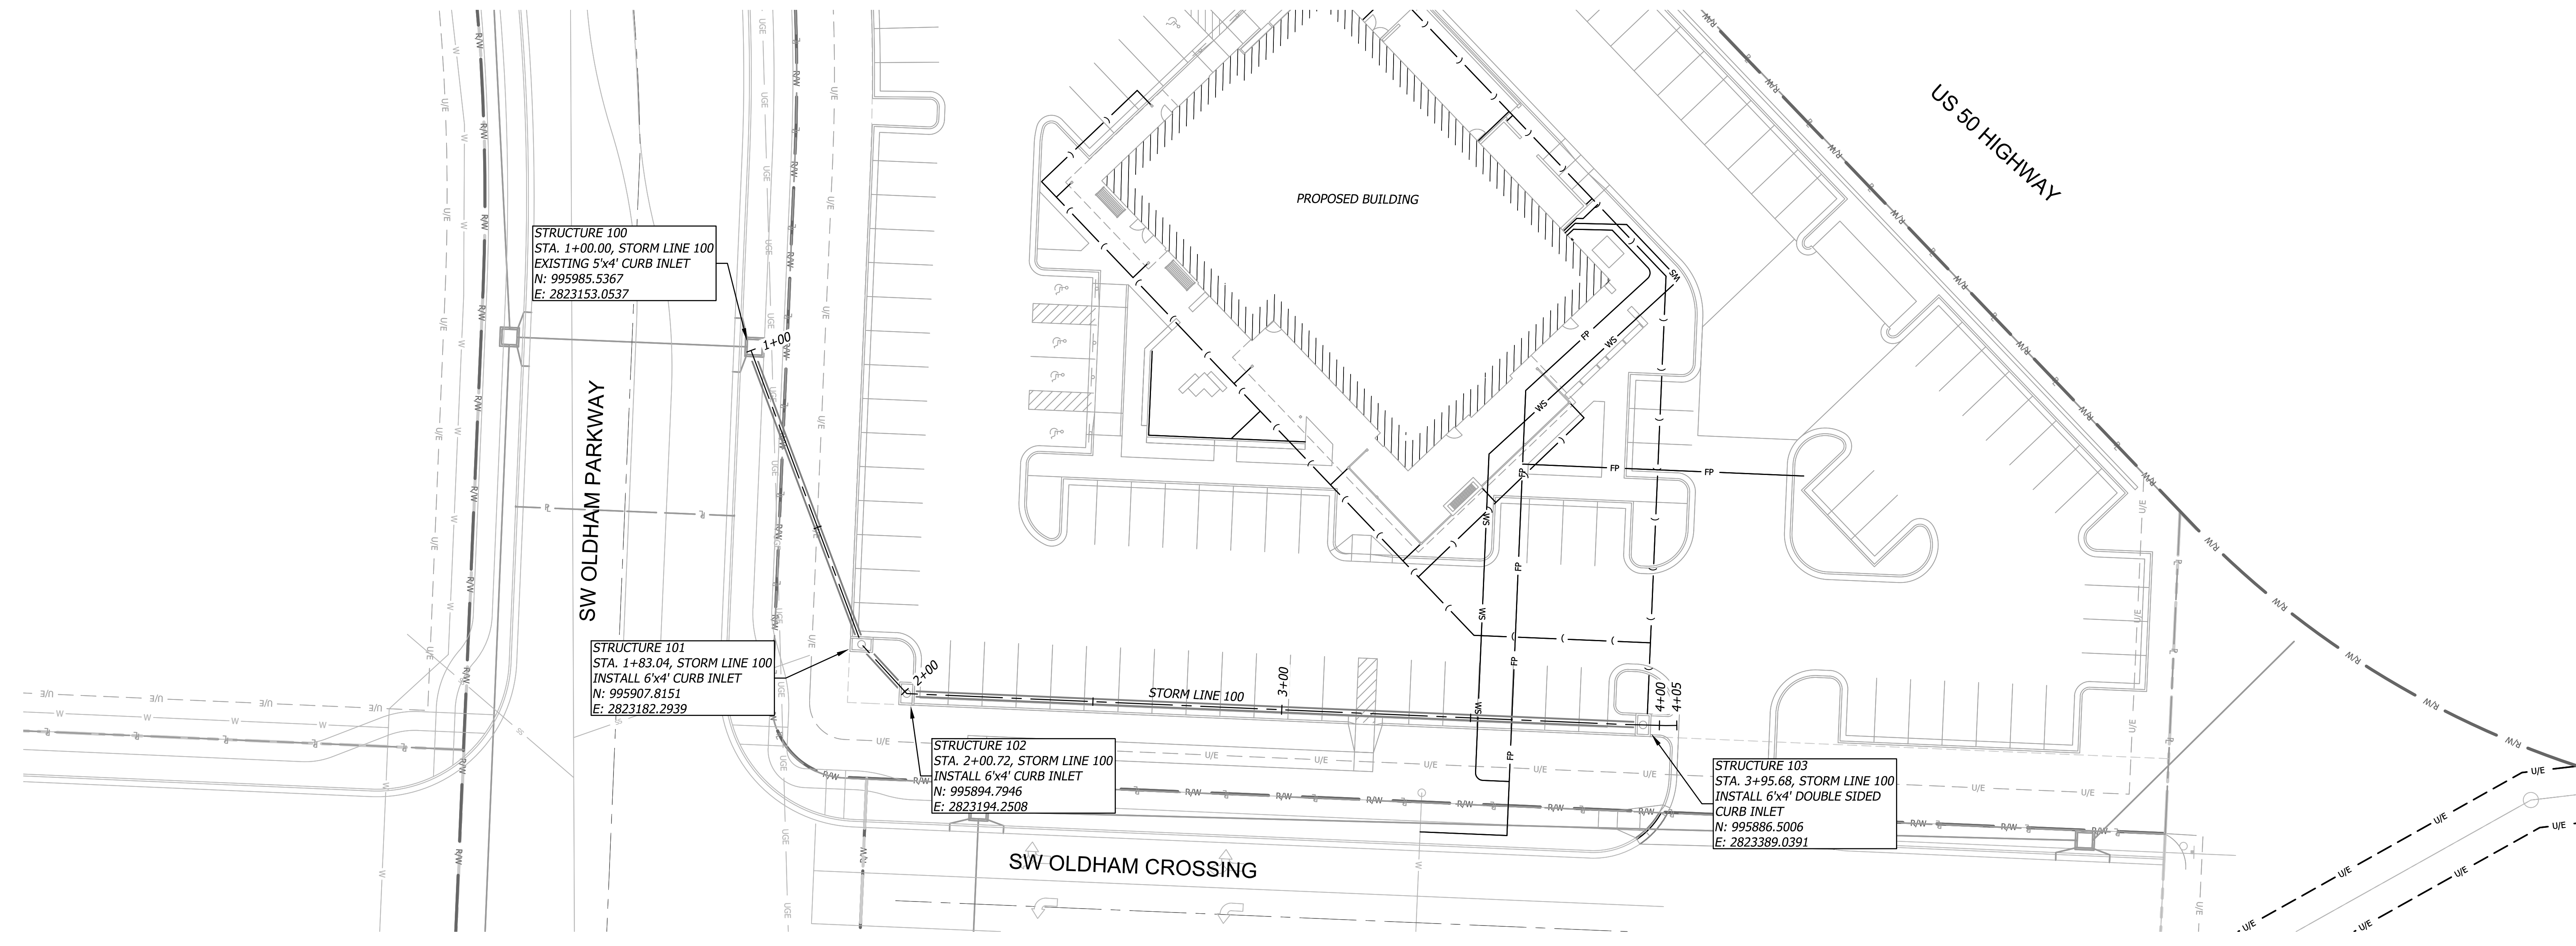 US 50 HIGHWAY
PROPOSED BUILDING
STRUCTURE 100
STA. 1+00.00, STORM LINE 100
EXISTING 5'x4' CURB INLET
N: 995985.5367
E: 2823153.0537
1+00
SW OLDHAM PARKWAY
STRUCTURE 101
STA. 1+83.04, STORM LINE 100
INSTALL 6'x4' CURB INLET
N: 995907.8151
E: 2823182.2939
2+00
STORM LINE 100
3+00
4+00
4+05
STRUCTURE 102
STA. 2+00.72, STORM LINE 100
INSTALL 6'x4' CURB INLET
N: 995894.7946
E: 2823194.2508
STRUCTURE 103
STA. 3+95.68, STORM LINE 100
INSTALL 6'x4' DOUBLE SIDED
CURB INLET
N: 995886.5006
E: 2823389.0391
SW OLDHAM CROSSING
R/W
U/E
W
UGE
WS
FP